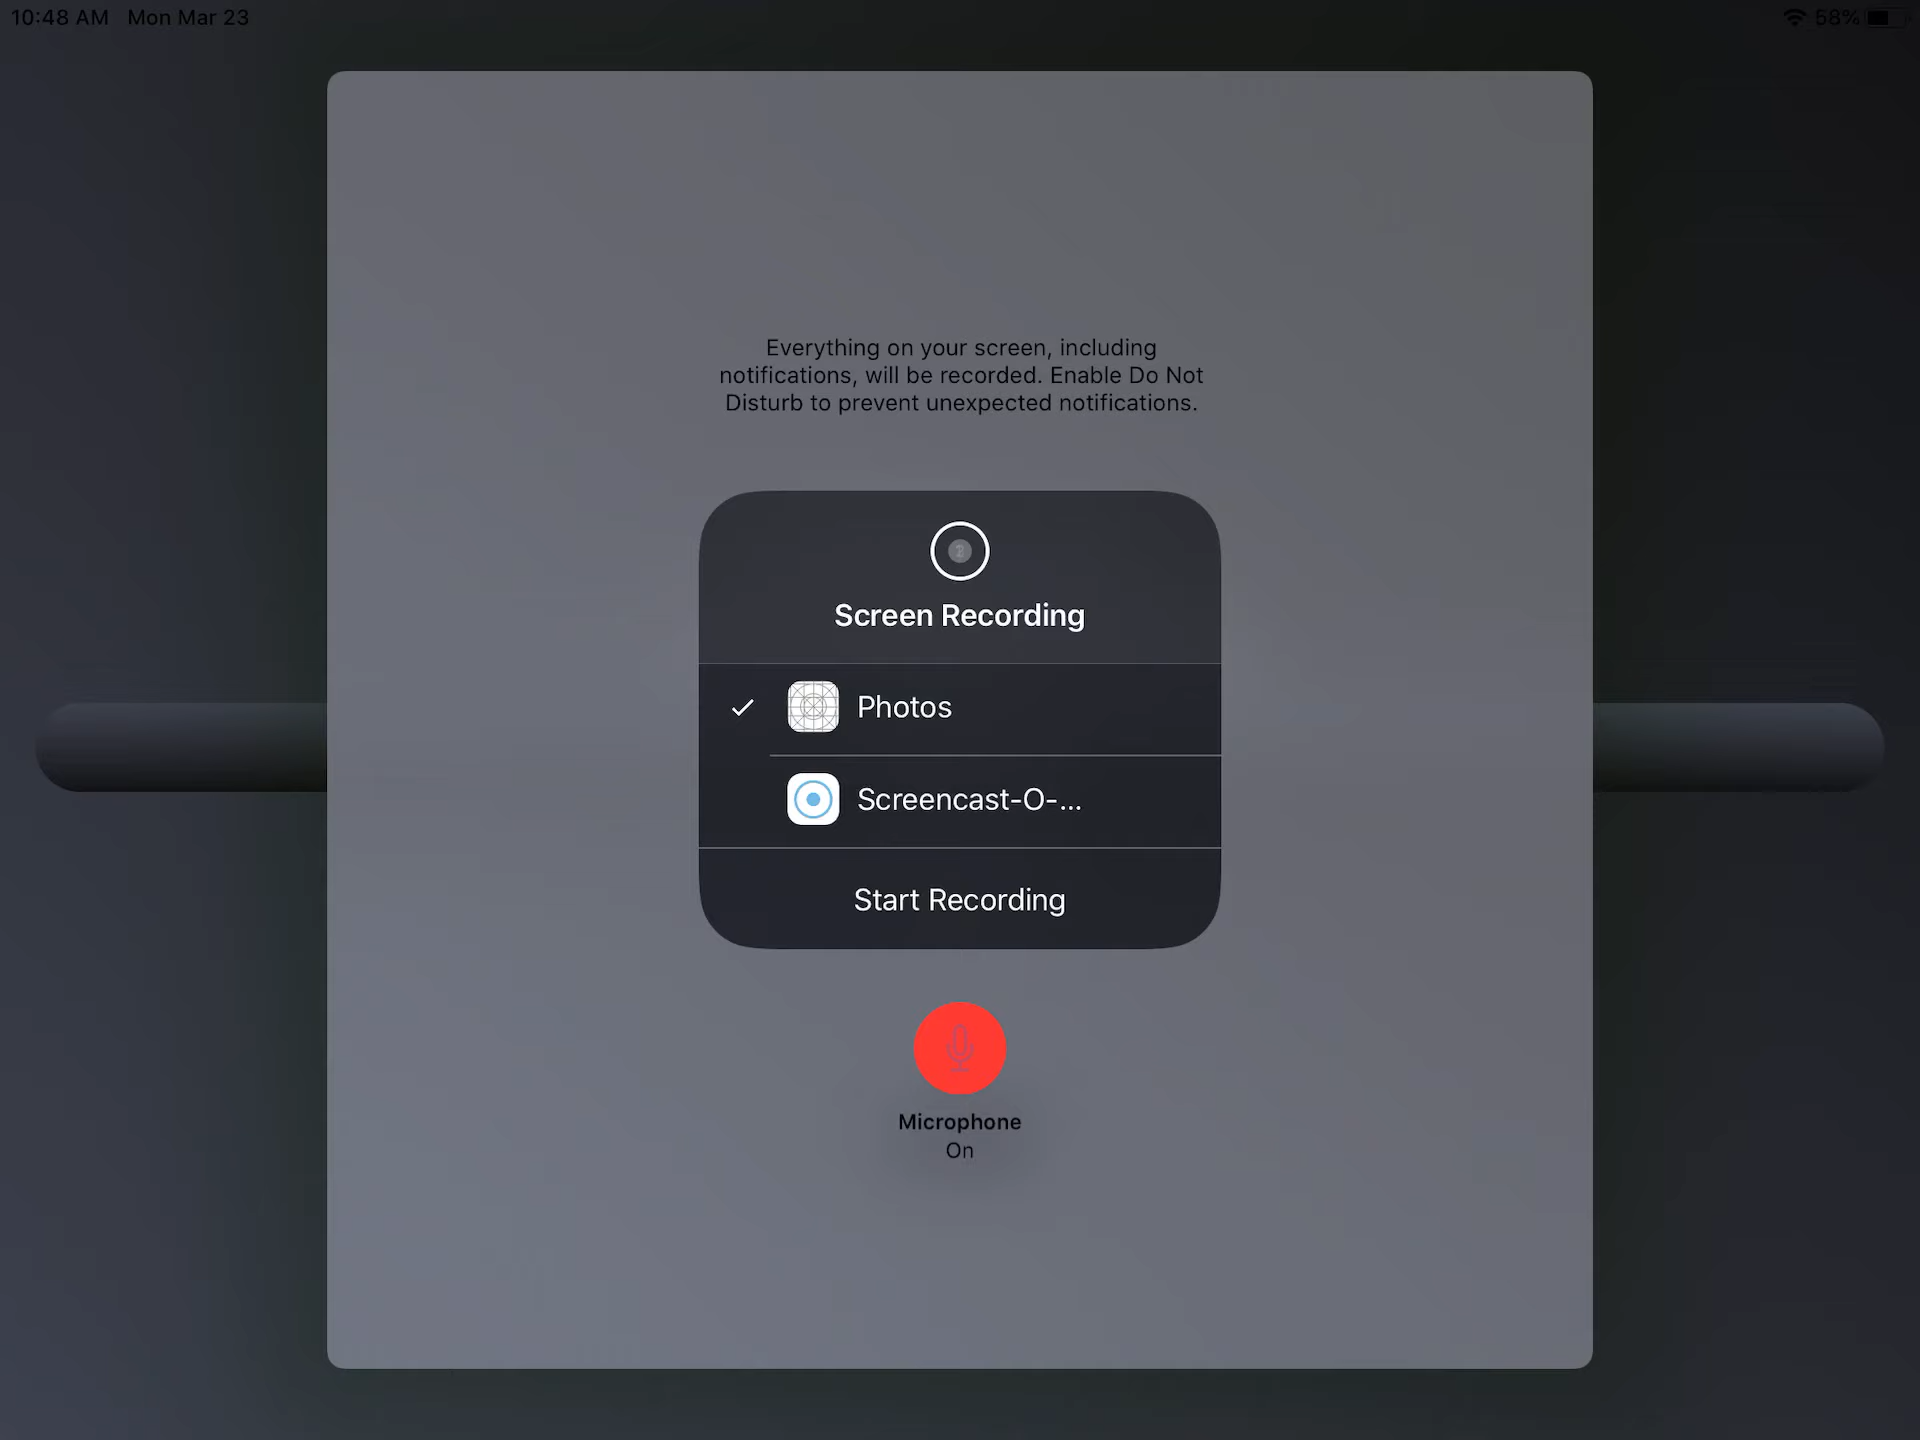 10:48 AM Mon Mar 23
58%
Everything on your screen, including
notifications, will be recorded. Enable Do Not
Disturb to prevent unexpected notifications.
Screen Recording
Photos
Screencast-O-...
Start Recording
Microphone
On